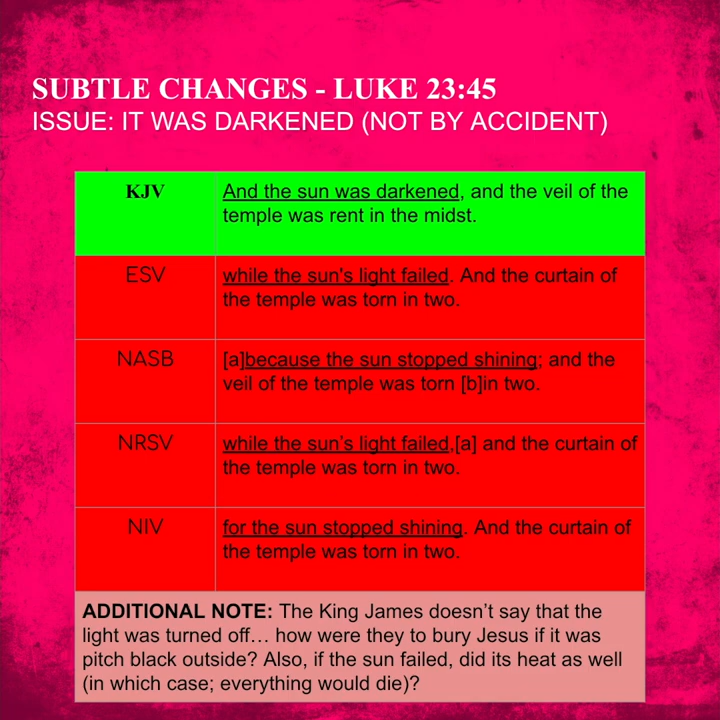 SUBTLE CHANGES - LUKE 23:45
ISSUE: IT WAS DARKENED (NOT BY ACCIDENT)
KJV
And the sun was darkened, and the veil of the
temple was rent in the midst.
ESV
while the sun's light failed. And the curtain of
the temple was torn in two.
NASB
[a]because the sun stopped shining; and the
veil of the temple was torn [b]in two.
NRSV
while the sun’s light failed,[a] and the curtain of
the temple was torn in two.
NIV
for the sun stopped shining. And the curtain of
the temple was torn in two.
ADDITIONAL NOTE: The King James doesn’t say that the
light was turned off… how were they to bury Jesus if it was
pitch black outside? Also, if the sun failed, did its heat as well
(in which case; everything would die)?